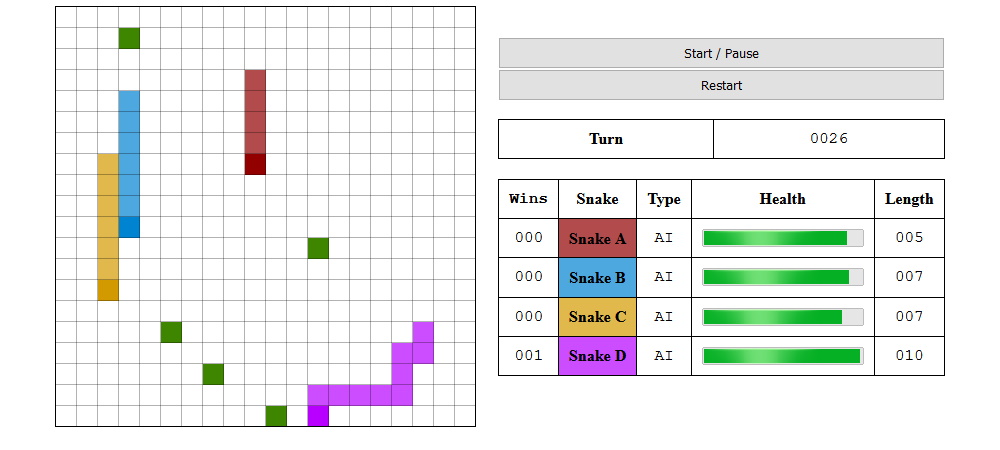 Start / Pause
Restart
Turn 0026
Wins Snake Type Health Length
000 Snake A AI 005
000 Snake B AI 007
000 Snake C AI 007
001 Snake D AI 010